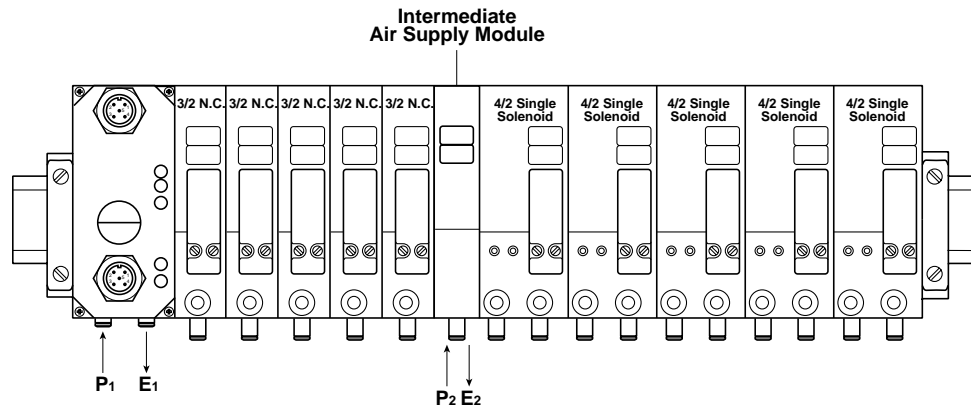 Intermediate
Air Supply Module
3/2 N.C. 3/2 N.C. 3/2 N.C. 3/2 N.C. 3/2 N.C.
4/2 Single Solenoid
4/2 Single Solenoid
4/2 Single Solenoid
4/2 Single Solenoid
4/2 Single Solenoid
P1 E1
P2 E2